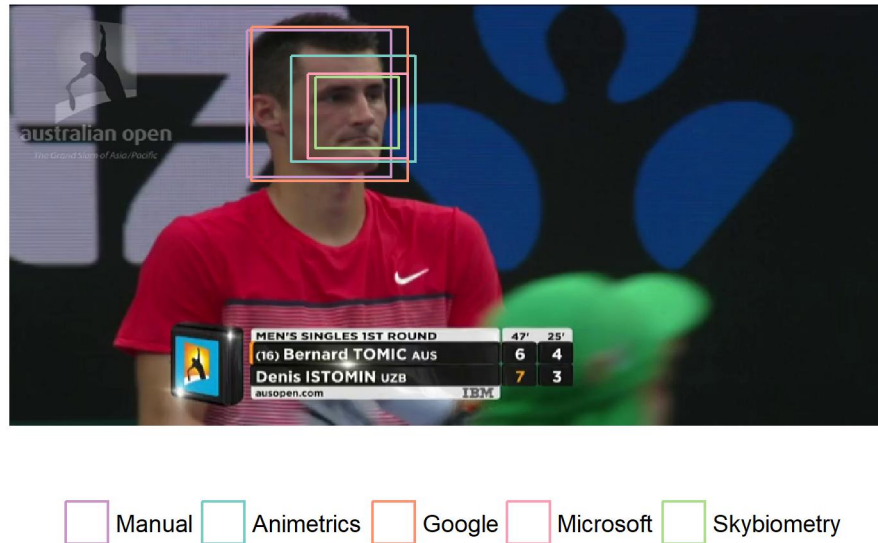 australian open
The Grand Slam of Asia/Pacific
MEN'S SINGLES 1ST ROUND 47' 25'
(16) Bernard TOMIC AUS 6 4
Denis ISTOMIN UZB 7 3
ausopen.com IBM
Manual Animetrics Google Microsoft Skybiometry